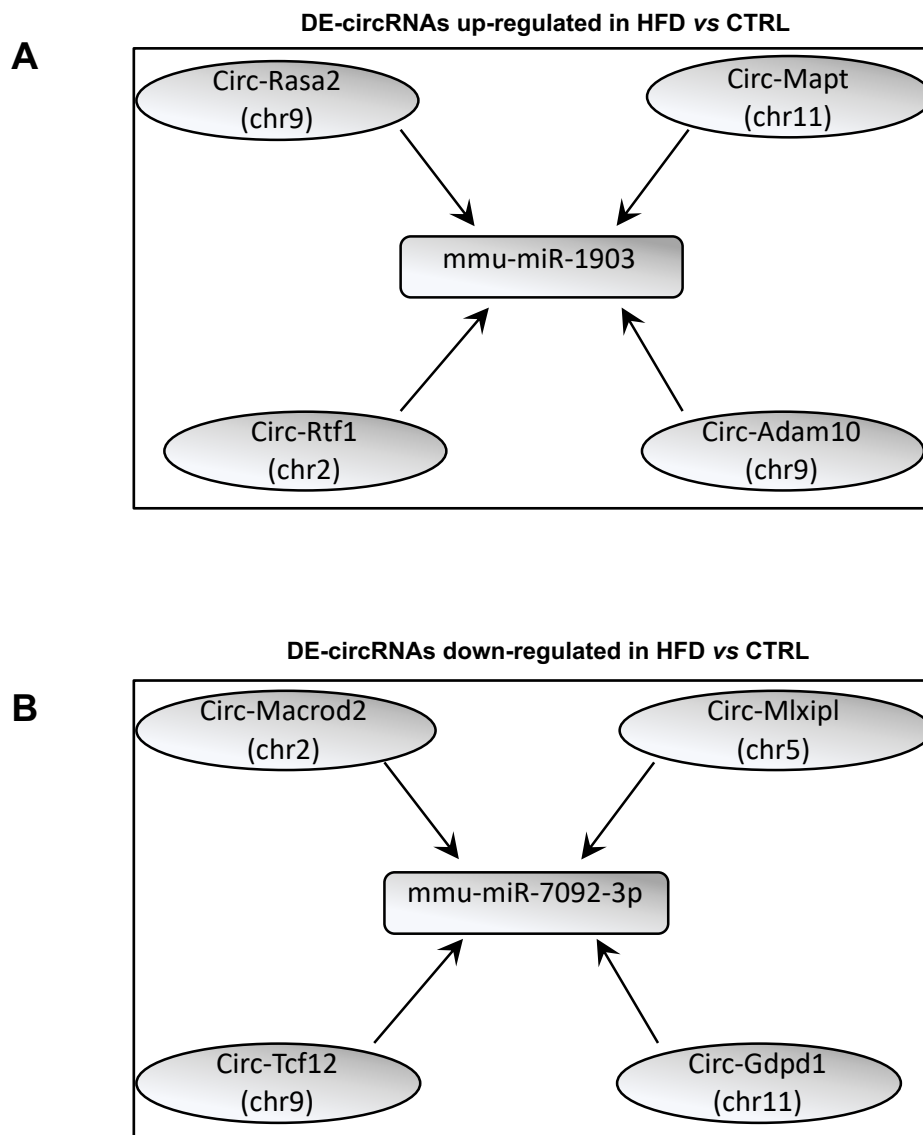 DE-circRNAs up-regulated in HFD vs CTRL
A
Circ-Rasa2
(chr9)
Circ-Mapt
(chr11)
mmu-miR-1903
Circ-Rtf1
(chr2)
Circ-Adam10
(chr9)
DE-circRNAs down-regulated in HFD vs CTRL
B
Circ-Macrod2
(chr2)
Circ-Mlxipl
(chr5)
mmu-miR-7092-3p
Circ-Tcf12
(chr9)
Circ-Gdpd1
(chr11)